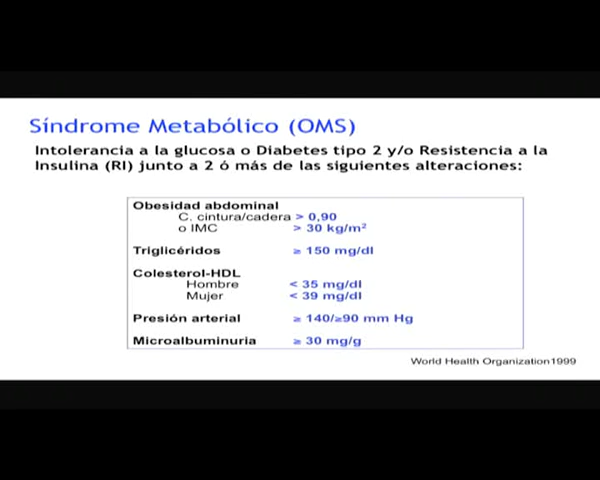 Síndrome Metabólico (OMS)
Intolerancia a la glucosa o Diabetes tipo 2 y/o Resistencia a la
Insulina (RI) junto a 2 ó más de las siguientes alteraciones:
Obesidad abdominal
C. cintura/cadera > 0,90
o IMC > 30 kg/m²
Triglicéridos ≥ 150 mg/dl
Colesterol-HDL
Hombre < 35 mg/dl
Mujer < 39 mg/dl
Presión arterial ≥ 140/≥90 mm Hg
Microalbuminuria ≥ 30 mg/g
World Health Organization1999